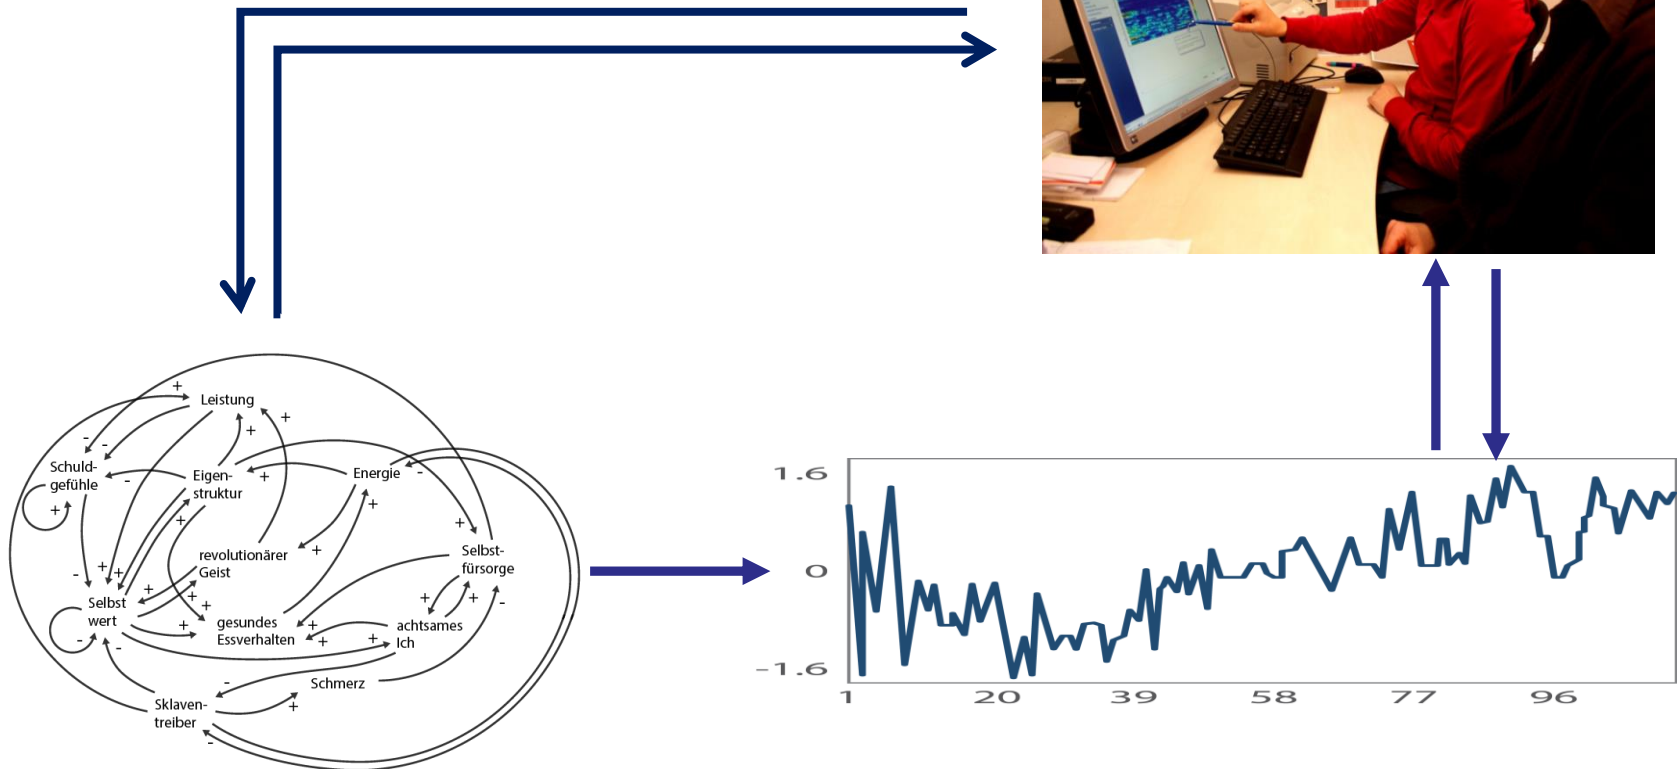 +
Leistung
+
+
-
-
Schuld-
gefühle
-
+
Eigen-
struktur
+
Energie
-
+
+
+
+
revolutionärer
Geist
+
Selbst-
fürsorge
-
+
+
+
+
+
+
+
-
Selbst
wert
-
+
gesundes
Essverhalten
+
+
+
achtsames
Ich
-
-
Schmerz
+
Sklaven-
treiber
-
1.6
0
-1.6
1
20
39
58
77
96